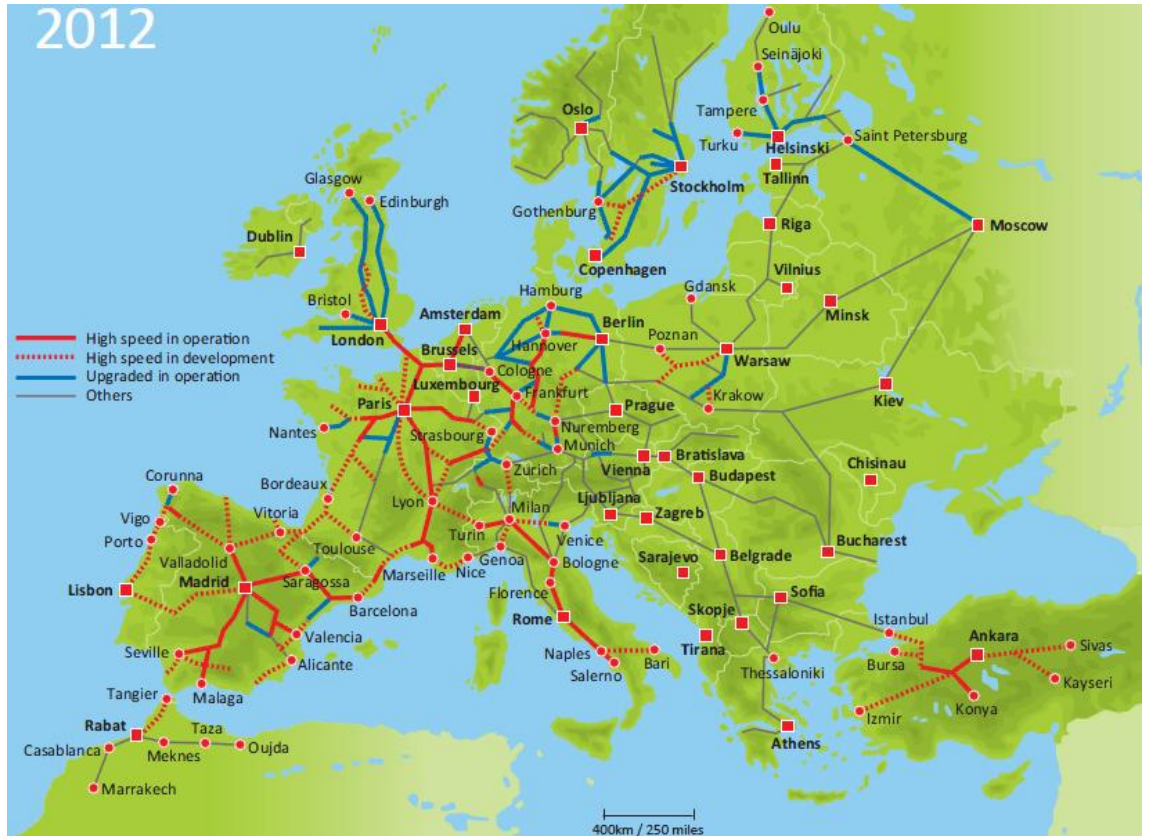 2012
Oulu
Seinäjoki
Tampere
Oslo
Turku
Helsinki
Saint Petersburg
Tallinn
Stockholm
Glasgow
Edinburgh
Gothenburg
Dublin
Riga
Moscow
Copenhagen
Vilnius
Gdansk
Hamburg
Minsk
Bristol
Amsterdam
Berlin
High speed in operation
London
Hannover
Poznan
High speed in development
Brussels
Warsaw
Upgraded in operation
Cologne
Luxembourg
Others
Frankfurt
Krakow
Kiev
Paris
Prague
Nantes
Strasbourg
Nuremberg
Munich
Vienna
Bratislava
Zurich
Budapest
Chisinau
Corunna
Bordeaux
Lyon
Milan
Ljubljana
Zagreb
Vigo
Vitoria
Porto
Turin
Venice
Toulouse
Genoa
Valladolid
Bologne
Sarajevo
Belgrade
Bucharest
Marseille
Nice
Madrid
Saragossa
Florence
Lisbon
Barcelona
Rome
Skopje
Sofia
Istanbul
Valencia
Tirana
Ankara
Sivas
Seville
Alicante
Naples
Bari
Salerno
Bursa
Thessaloniki
Kayseri
Tangier
Malaga
Konya
Izmir
Rabat
Taza
Athens
Casablanca
Meknes
Oujda
Marrakech
400km / 250 miles